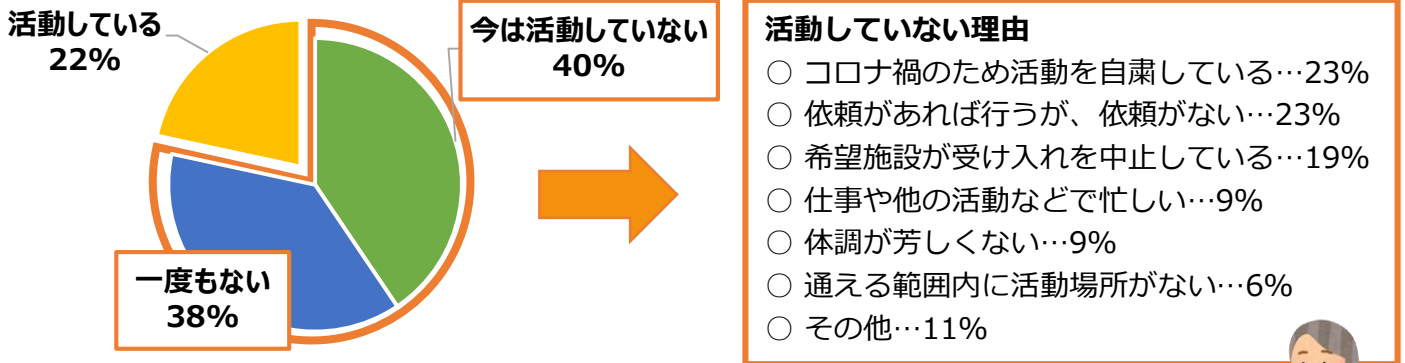 活動している
22%
今は活動していない
40%
一度もない
38%
活動していない理由
○ コロナ禍のため活動を自粛している…23%
○ 依頼があれば行うが、依頼がない…23%
○ 希望施設が受け入れを中止している…19%
○ 仕事や他の活動などで忙しい…9%
○ 体調が芳しくない…9%
○ 通える範囲内に活動場所がない…6%
○ その他…11%